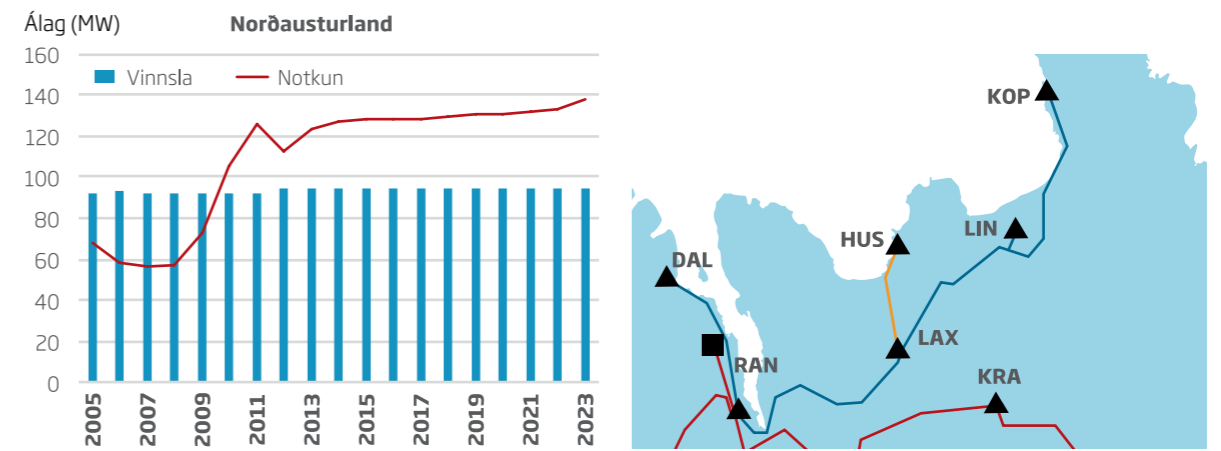 Álag (MW)
Norðausturland
160
Vinnsla
Notkun
140
120
100
80
60
40
20
0
2005
2007
2009
2011
2013
2015
2017
2019
2021
2023
KOP
HUS
LIN
DAL
LAX
RAN
KRA